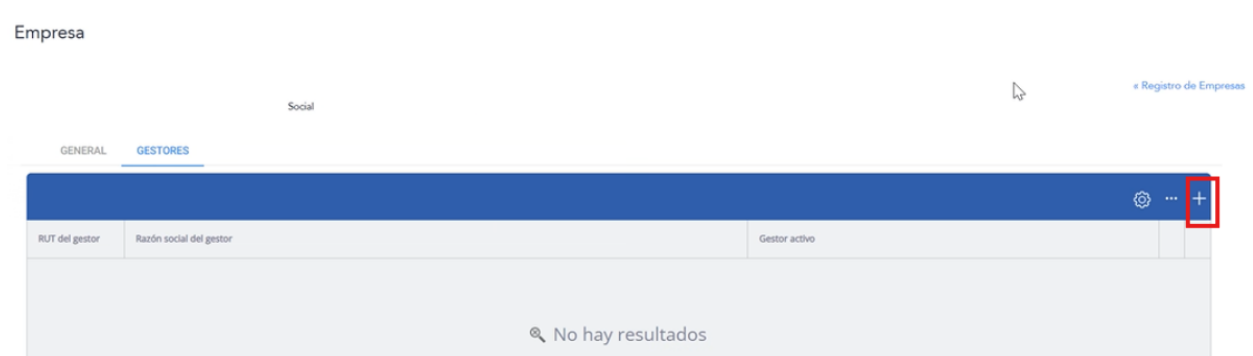 Empresa
« Registro de Empresas
Social
GENERAL GESTORES
RUT del gestor Razón social del gestor Gestor activo
No hay resultados